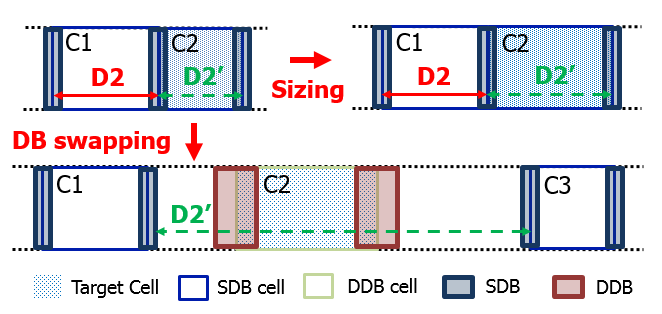 C1
C2
D2
D2’
Sizing
C1
C2
D2
D2’
DB swapping
C1
C2
C3
D2’
Target Cell
SDB cell
DDB cell
SDB
DDB